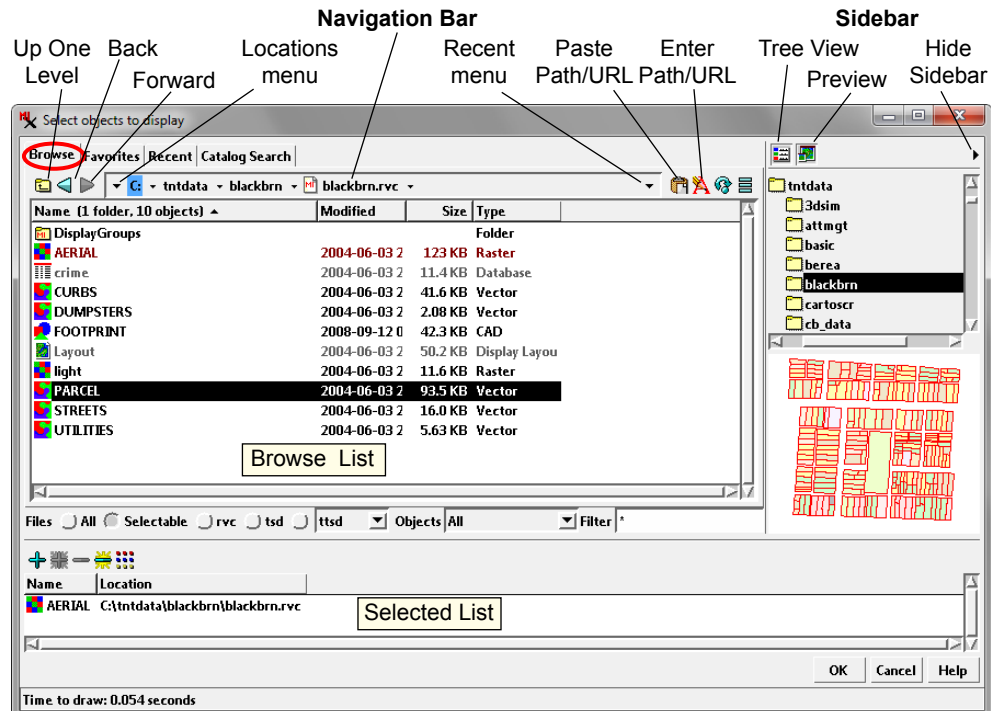 Navigation Bar
Sidebar
Up One Level
Back
Forward
Locations menu
Recent menu
Paste Path/URL
Enter Path/URL
Tree View
Preview
Hide Sidebar
Select objects to display
Browse Favorites Recent Catalog Search
C: tntdata blackbrn blackbrn.rvc
Name (1 folder, 10 objects) Modified Size Type
DisplayGroups Folder
AERIAL 2004-06-03 2 123 KB Raster
crime 2004-06-03 2 11.4 KB Database
CURBS 2004-06-03 2 41.6 KB Vector
DUMPSTERS 2004-06-03 2 2.08 KB Vector
FOOTPRINT 2008-09-12 0 42.3 KB CAD
Layout 2004-06-03 2 50.2 KB Display Layou
light 2004-06-03 2 11.6 KB Raster
PARCEL 2004-06-03 2 93.5 KB Vector
STREETS 2004-06-03 2 16.0 KB Vector
UTILITIES 2004-06-03 2 5.63 KB Vector
Browse List
tntdata
3dsim
attmgt
basic
berea
blackbrn
cartoscr
cb_data
Files All Selectable rvc tsd ttsd Objects All Filter *
Name Location
AERIAL C:\tntdata\blackbrn\blackbrn.rvc
Selected List
OK Cancel Help
Time to draw: 0.054 seconds